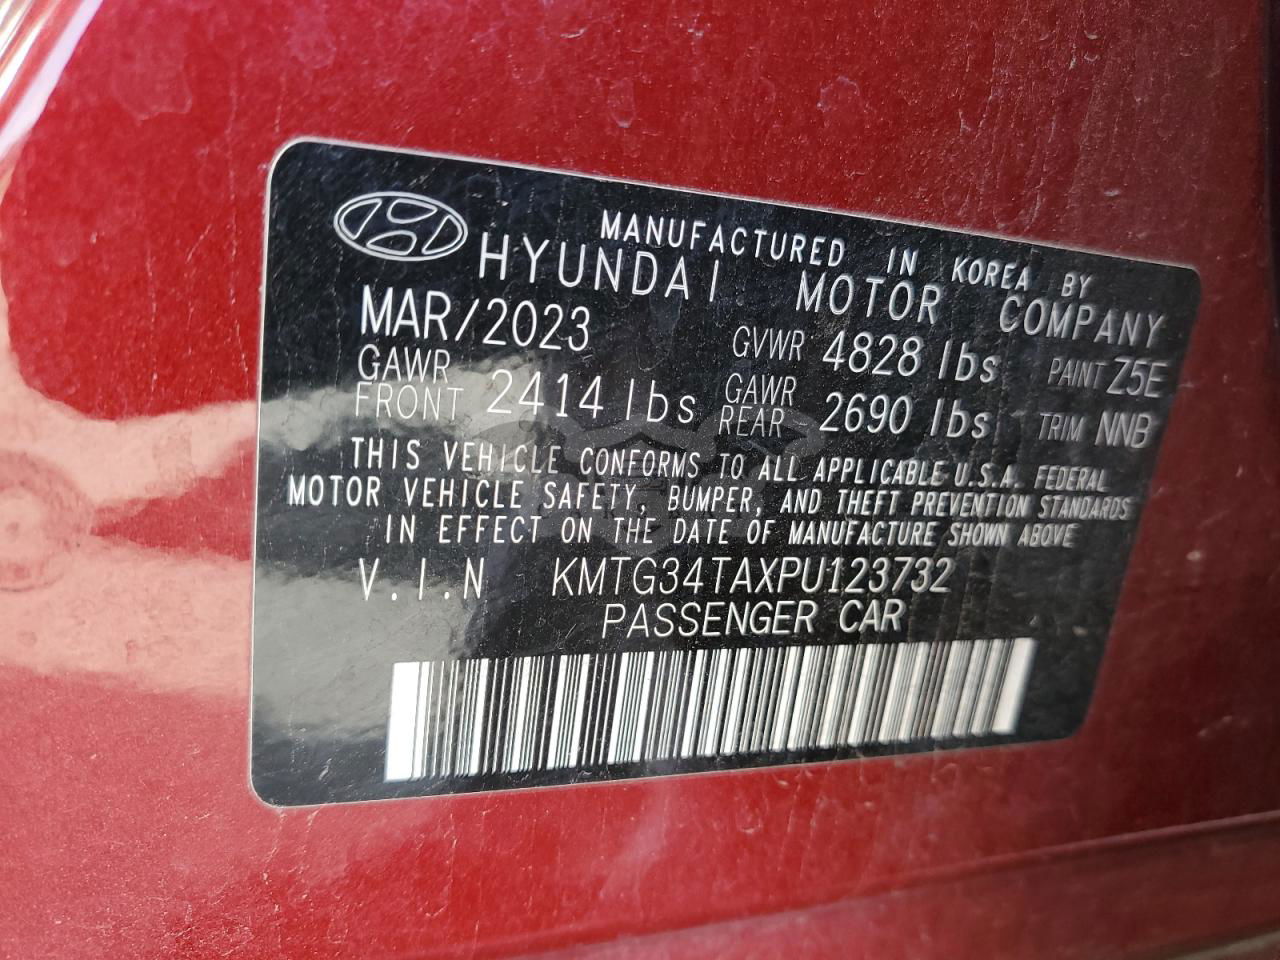 MANUFACTURED IN KOREA BY
HYUNDAI MOTOR COMPANY
MAR/2023 GVWR 4828 lbs PAINT Z5E
GAWR FRONT 2414 lbs GAWR REAR 2690 lbs TRIM NNB
THIS VEHICLE CONFORMS TO ALL APPLICABLE U.S.A. FEDERAL
MOTOR VEHICLE SAFETY, BUMPER, AND THEFT PREVENTION STANDARDS
IN EFFECT ON THE DATE OF MANUFACTURE SHOWN ABOVE
V.I.N KMTG34TAXPU123732
PASSENGER CAR